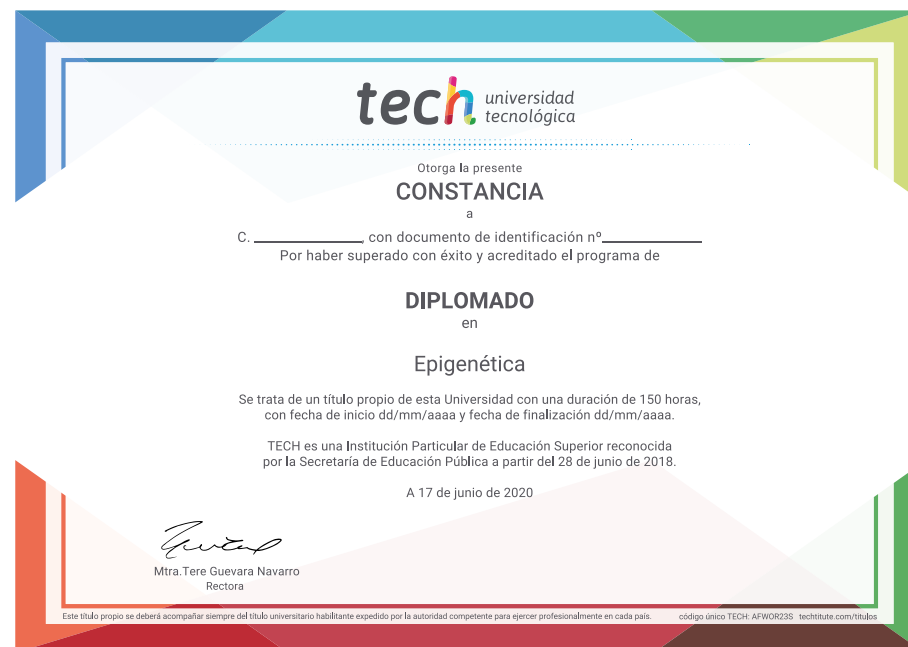 tech universidad
tecnológica
Otorga la presente
CONSTANCIA
a
C. ____________, con documento de identificación nº____________
Por haber superado con éxito y acreditado el programa de
DIPLOMADO
en
Epigenética
Se trata de un título propio de esta Universidad con una duración de 150 horas,
con fecha de inicio dd/mm/aaaa y fecha de finalización dd/mm/aaaa.
TECH es una Institución Particular de Educación Superior reconocida
por la Secretaría de Educación Pública a partir del 28 de junio de 2018.
A 17 de junio de 2020
Mtra.Tere Guevara Navarro
Rectora
Este título propio se deberá acompañar siempre del título universitario habilitante expedido por la autoridad competente para ejercer profesionalmente en cada país. código único TECH: AFWOR23S techtitute.com/titulos